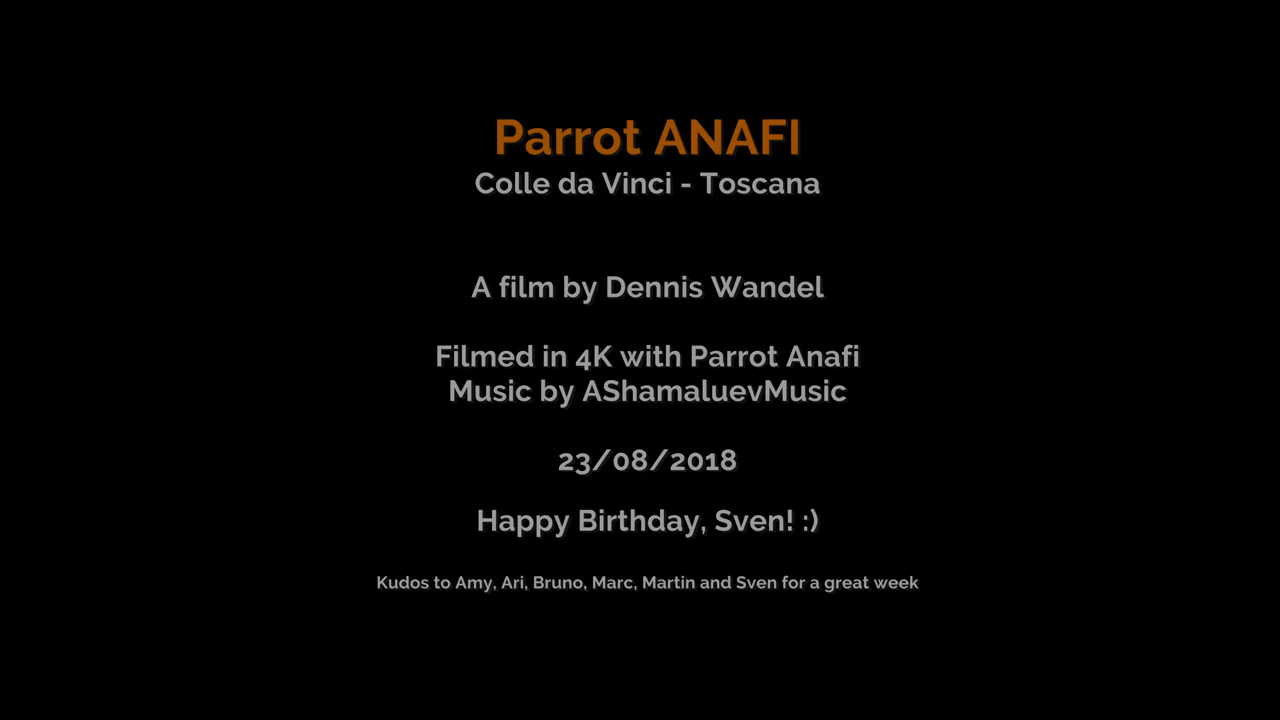 Parrot ANAFI
Colle da Vinci - Toscana
A film by Dennis Wandel
Filmed in 4K with Parrot Anafi
Music by AShamaluevMusic
23/08/2018
Happy Birthday, Sven! :)
Kudos to Amy, Ari, Bruno, Marc, Martin and Sven for a great week